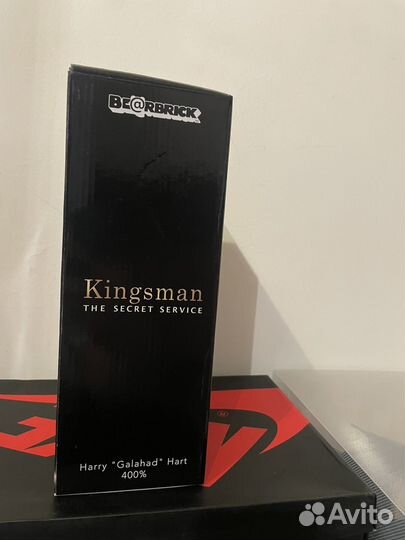 BE@RBRICK
Kingsman
THE SECRET SERVICE
Harry "Galahad" Hart
400%
Avito